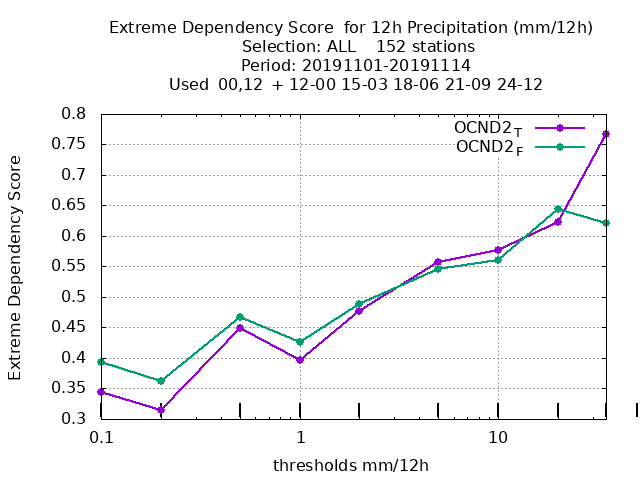 Extreme Dependency Score  for 12h Precipitation (mm/12h)
Selection: ALL    152 stations
Period: 20191101-20191114
Used  00,12  + 12-00 15-03 18-06 21-09 24-12
OCND2T
OCND2F
Extreme Dependency Score
0.8
0.75
0.7
0.65
0.6
0.55
0.5
0.45
0.4
0.35
0.3
0.1 1 10
thresholds mm/12h